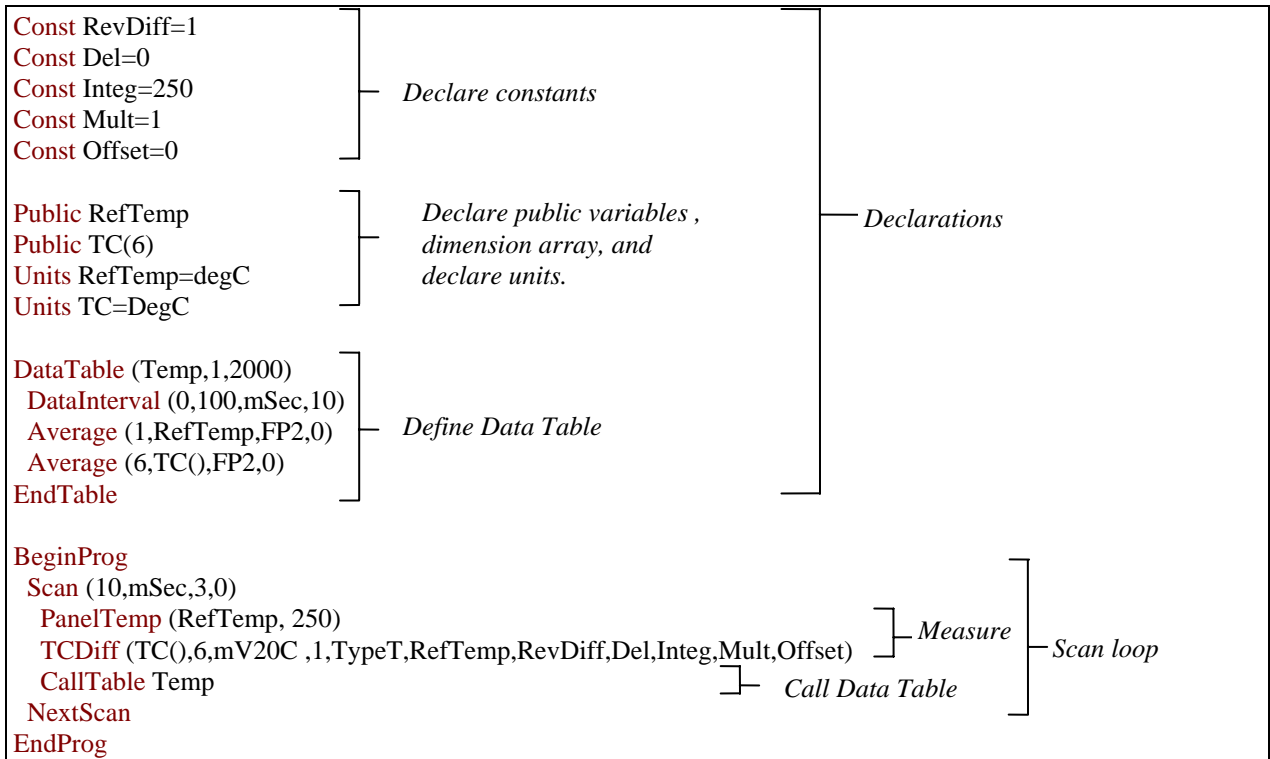 Const RevDiff=1
Const Del=0
Const Integ=250
Const Mult=1
Const Offset=0
Declare constants
Public RefTemp
Public TC(6)
Units RefTemp=degC
Units TC=DegC
Declare public variables ,
dimension array, and
declare units.
Declarations
DataTable (Temp,1,2000)
DataInterval (0,100,mSec,10)
Average (1,RefTemp,FP2,0)
Average (6,TC(),FP2,0)
EndTable
Define Data Table
BeginProg
Scan (10,mSec,3,0)
PanelTemp (RefTemp, 250)
TCDiff (TC(),6,mV20C ,1,TypeT,RefTemp,RevDiff,Del,Integ,Mult,Offset)
Measure
Scan loop
CallTable Temp
Call Data Table
NextScan
EndProg